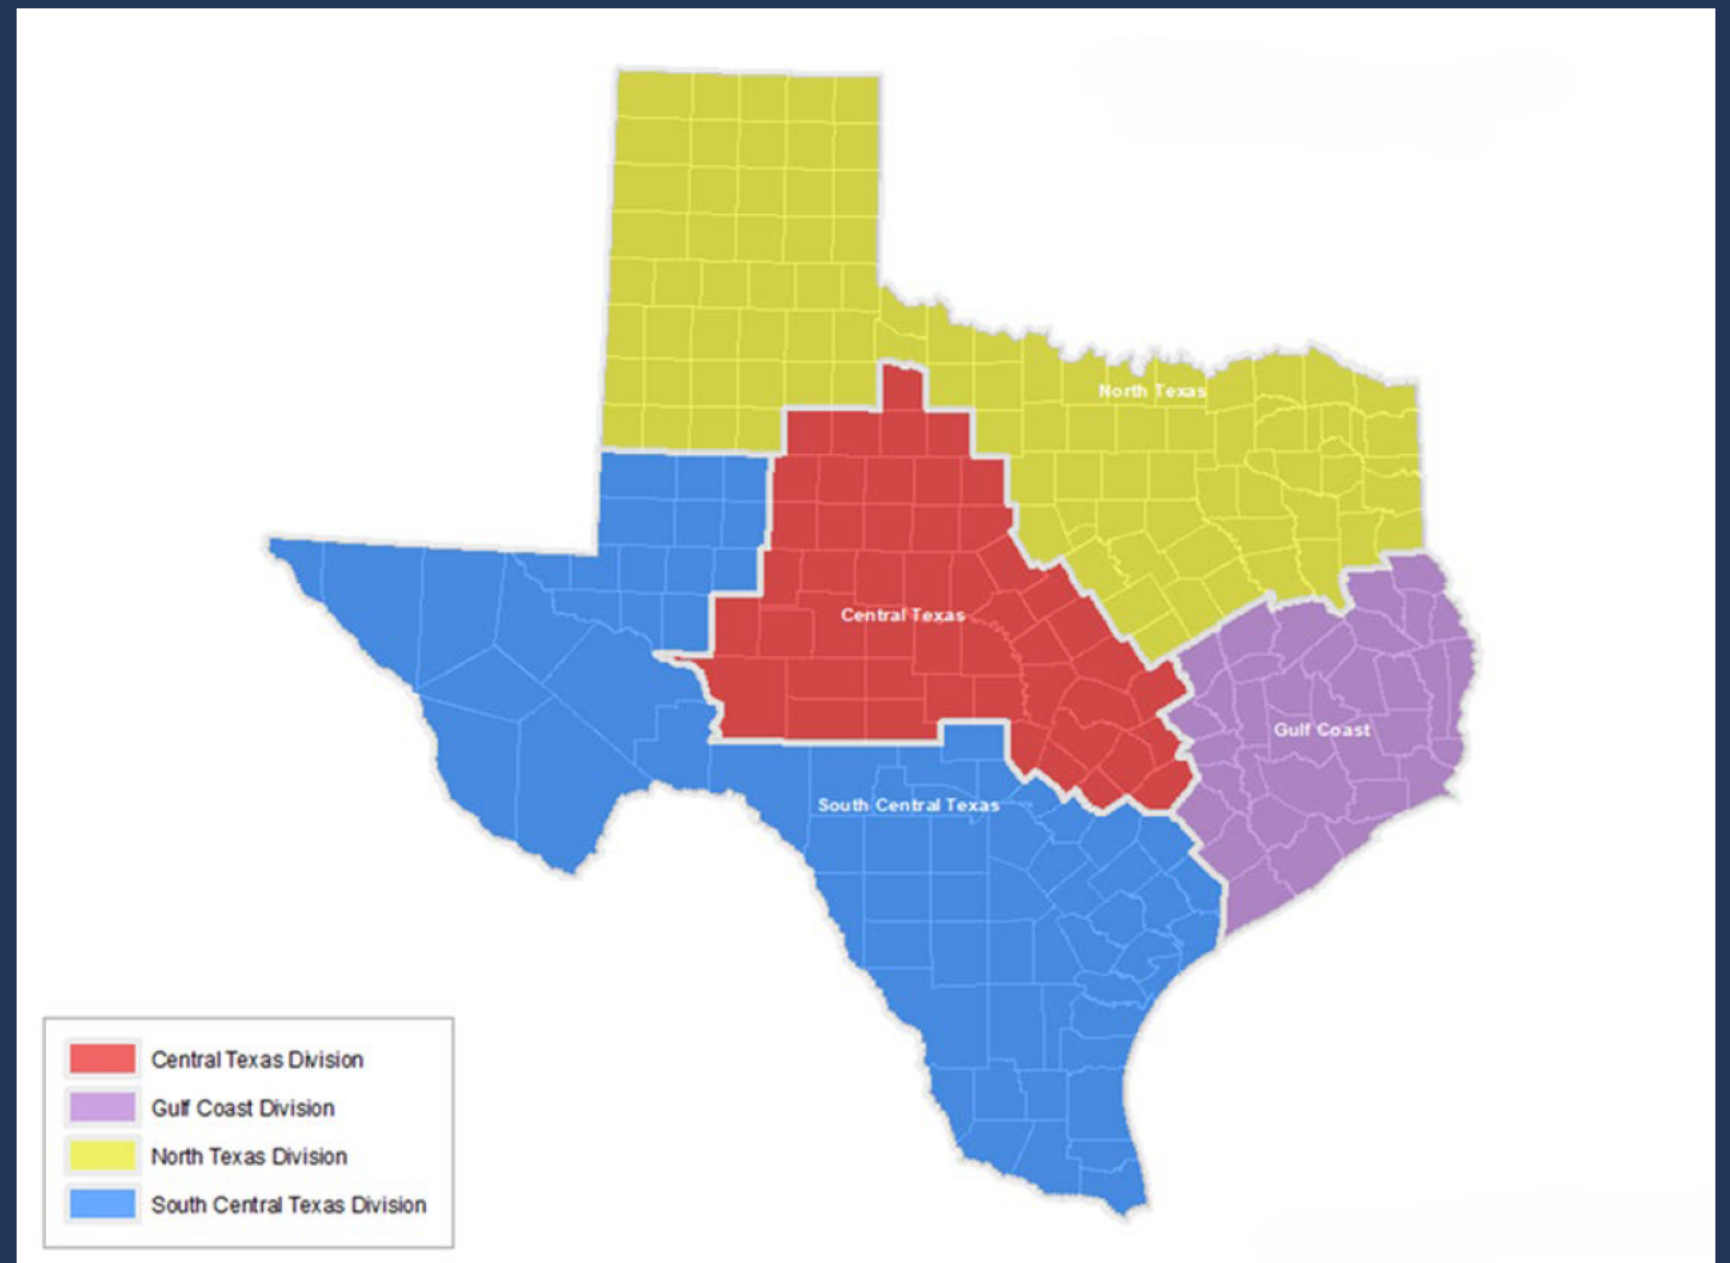 North Texas
Central Texas
Gulf Coast
South Central Texas
Central Texas Division
Gulf Coast Division
North Texas Division
South Central Texas Division